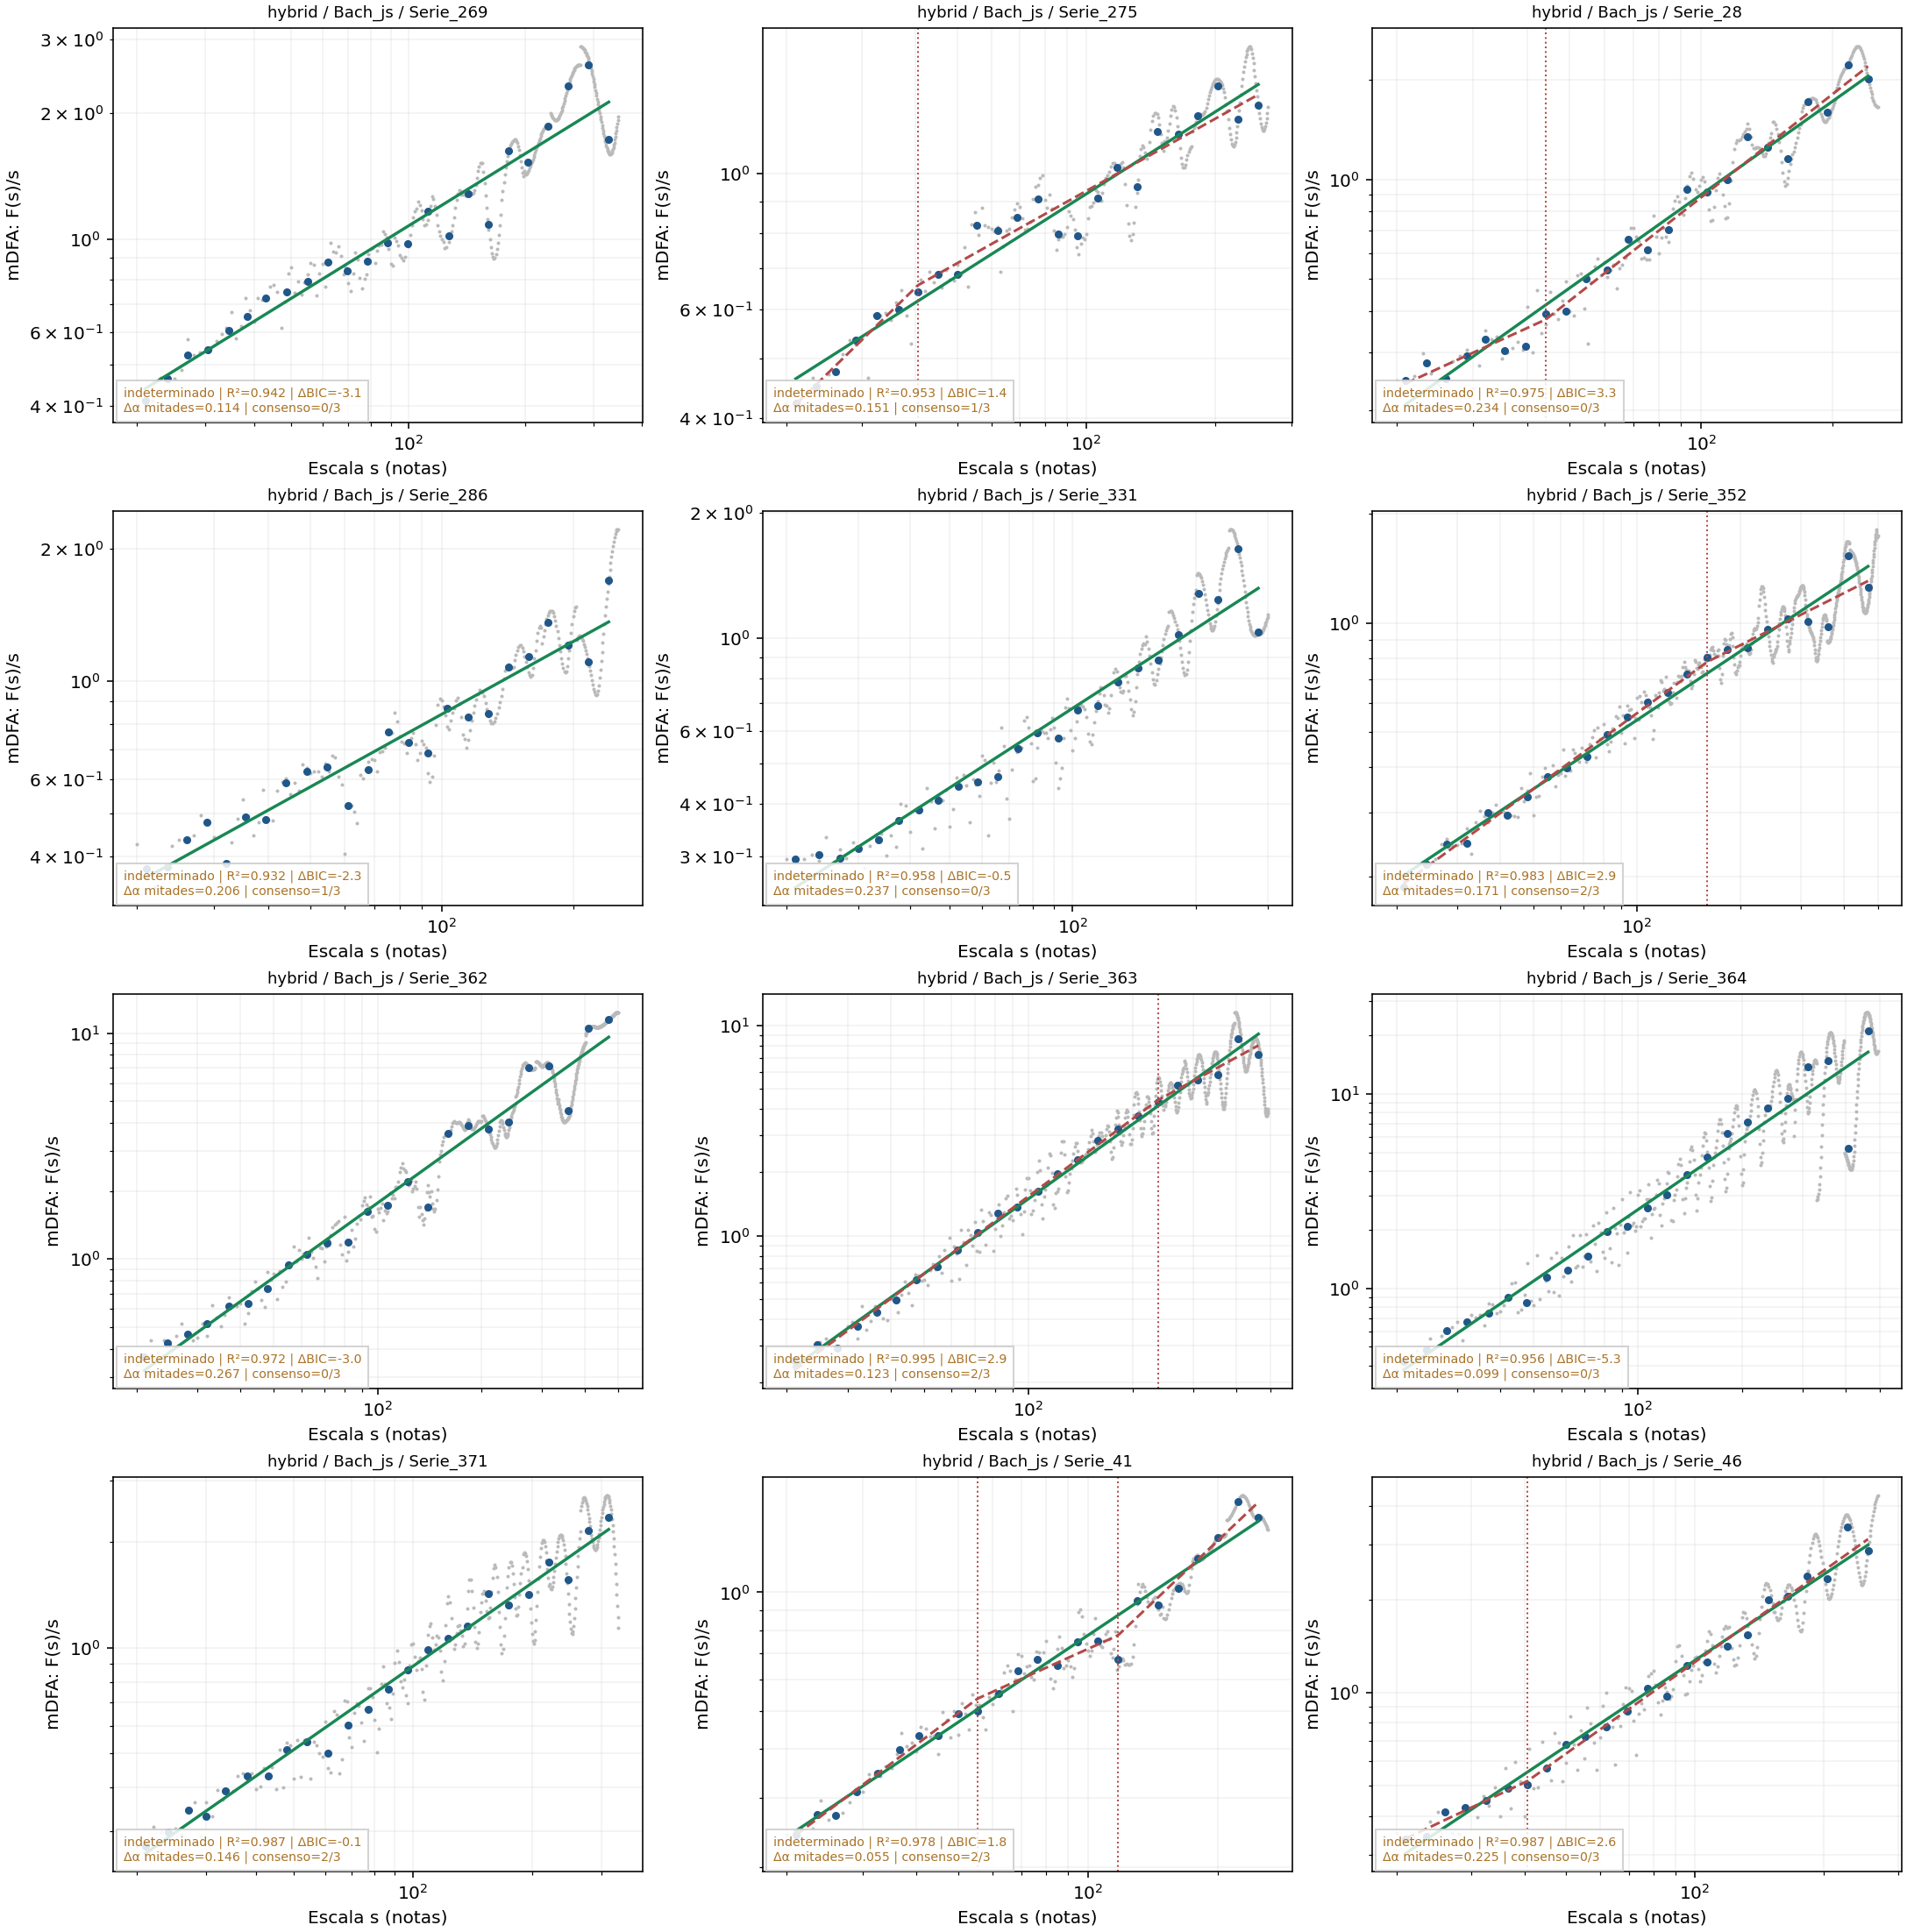 hybrid / Bach_js / Serie_269
3 × 10⁰
2 × 10⁰
10⁰
6 × 10⁻¹
4 × 10⁻¹
mDFA: F(s)/s
indeterminado | R²=0.942 | ΔBIC=-3.1
Δα mitades=0.114 | consenso=0/3
10²
Escala s (notas)
hybrid / Bach_js / Serie_275
10⁰
6 × 10⁻¹
4 × 10⁻¹
mDFA: F(s)/s
indeterminado | R²=0.953 | ΔBIC=1.4
Δα mitades=0.151 | consenso=1/3
10²
Escala s (notas)
hybrid / Bach_js / Serie_28
10⁰
mDFA: F(s)/s
indeterminado | R²=0.975 | ΔBIC=3.3
Δα mitades=0.234 | consenso=0/3
10²
Escala s (notas)
hybrid / Bach_js / Serie_286
2 × 10⁰
10⁰
6 × 10⁻¹
4 × 10⁻¹
mDFA: F(s)/s
indeterminado | R²=0.932 | ΔBIC=-2.3
Δα mitades=0.206 | consenso=1/3
10²
Escala s (notas)
hybrid / Bach_js / Serie_331
2 × 10⁰
10⁰
6 × 10⁻¹
4 × 10⁻¹
3 × 10⁻¹
mDFA: F(s)/s
indeterminado | R²=0.958 | ΔBIC=-0.5
Δα mitades=0.237 | consenso=0/3
10²
Escala s (notas)
hybrid / Bach_js / Serie_352
10⁰
mDFA: F(s)/s
indeterminado | R²=0.983 | ΔBIC=2.9
Δα mitades=0.171 | consenso=2/3
10²
Escala s (notas)
hybrid / Bach_js / Serie_362
10¹
10⁰
mDFA: F(s)/s
indeterminado | R²=0.972 | ΔBIC=-3.0
Δα mitades=0.267 | consenso=0/3
10²
Escala s (notas)
hybrid / Bach_js / Serie_363
10¹
10⁰
mDFA: F(s)/s
indeterminado | R²=0.995 | ΔBIC=2.9
Δα mitades=0.123 | consenso=2/3
10²
Escala s (notas)
hybrid / Bach_js / Serie_364
10¹
10⁰
mDFA: F(s)/s
indeterminado | R²=0.956 | ΔBIC=-5.3
Δα mitades=0.099 | consenso=0/3
10²
Escala s (notas)
hybrid / Bach_js / Serie_371
10⁰
mDFA: F(s)/s
indeterminado | R²=0.987 | ΔBIC=-0.1
Δα mitades=0.146 | consenso=2/3
10²
Escala s (notas)
hybrid / Bach_js / Serie_41
10⁰
mDFA: F(s)/s
indeterminado | R²=0.978 | ΔBIC=1.8
Δα mitades=0.055 | consenso=2/3
10²
Escala s (notas)
hybrid / Bach_js / Serie_46
10⁰
mDFA: F(s)/s
indeterminado | R²=0.987 | ΔBIC=2.6
Δα mitades=0.225 | consenso=0/3
10²
Escala s (notas)